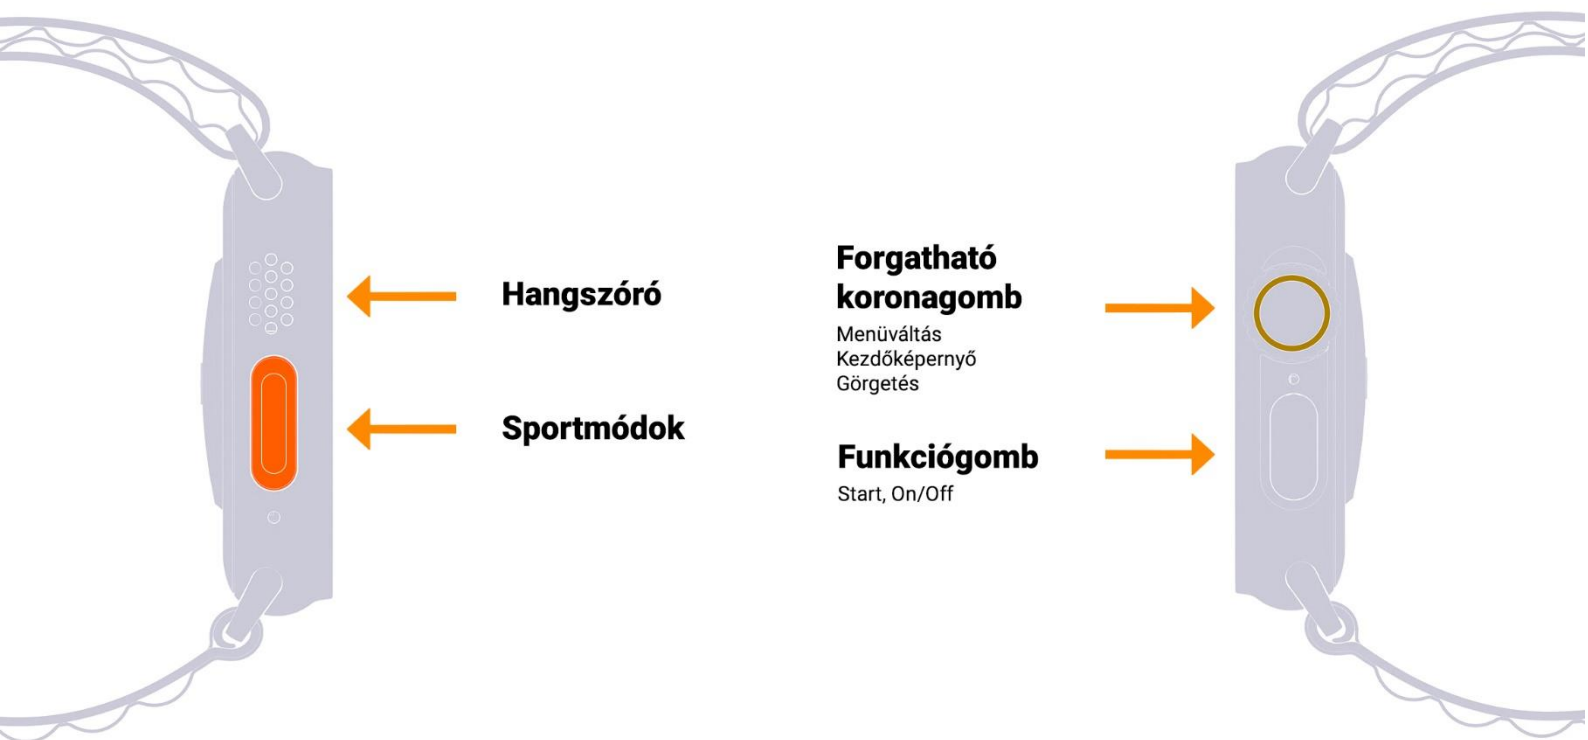 Hangszóró
Sportmódok
Forgatható
koronagomb
Menüváltás
Kezdőképernyő
Görgetés
Funkciógomb
Start, On/Off